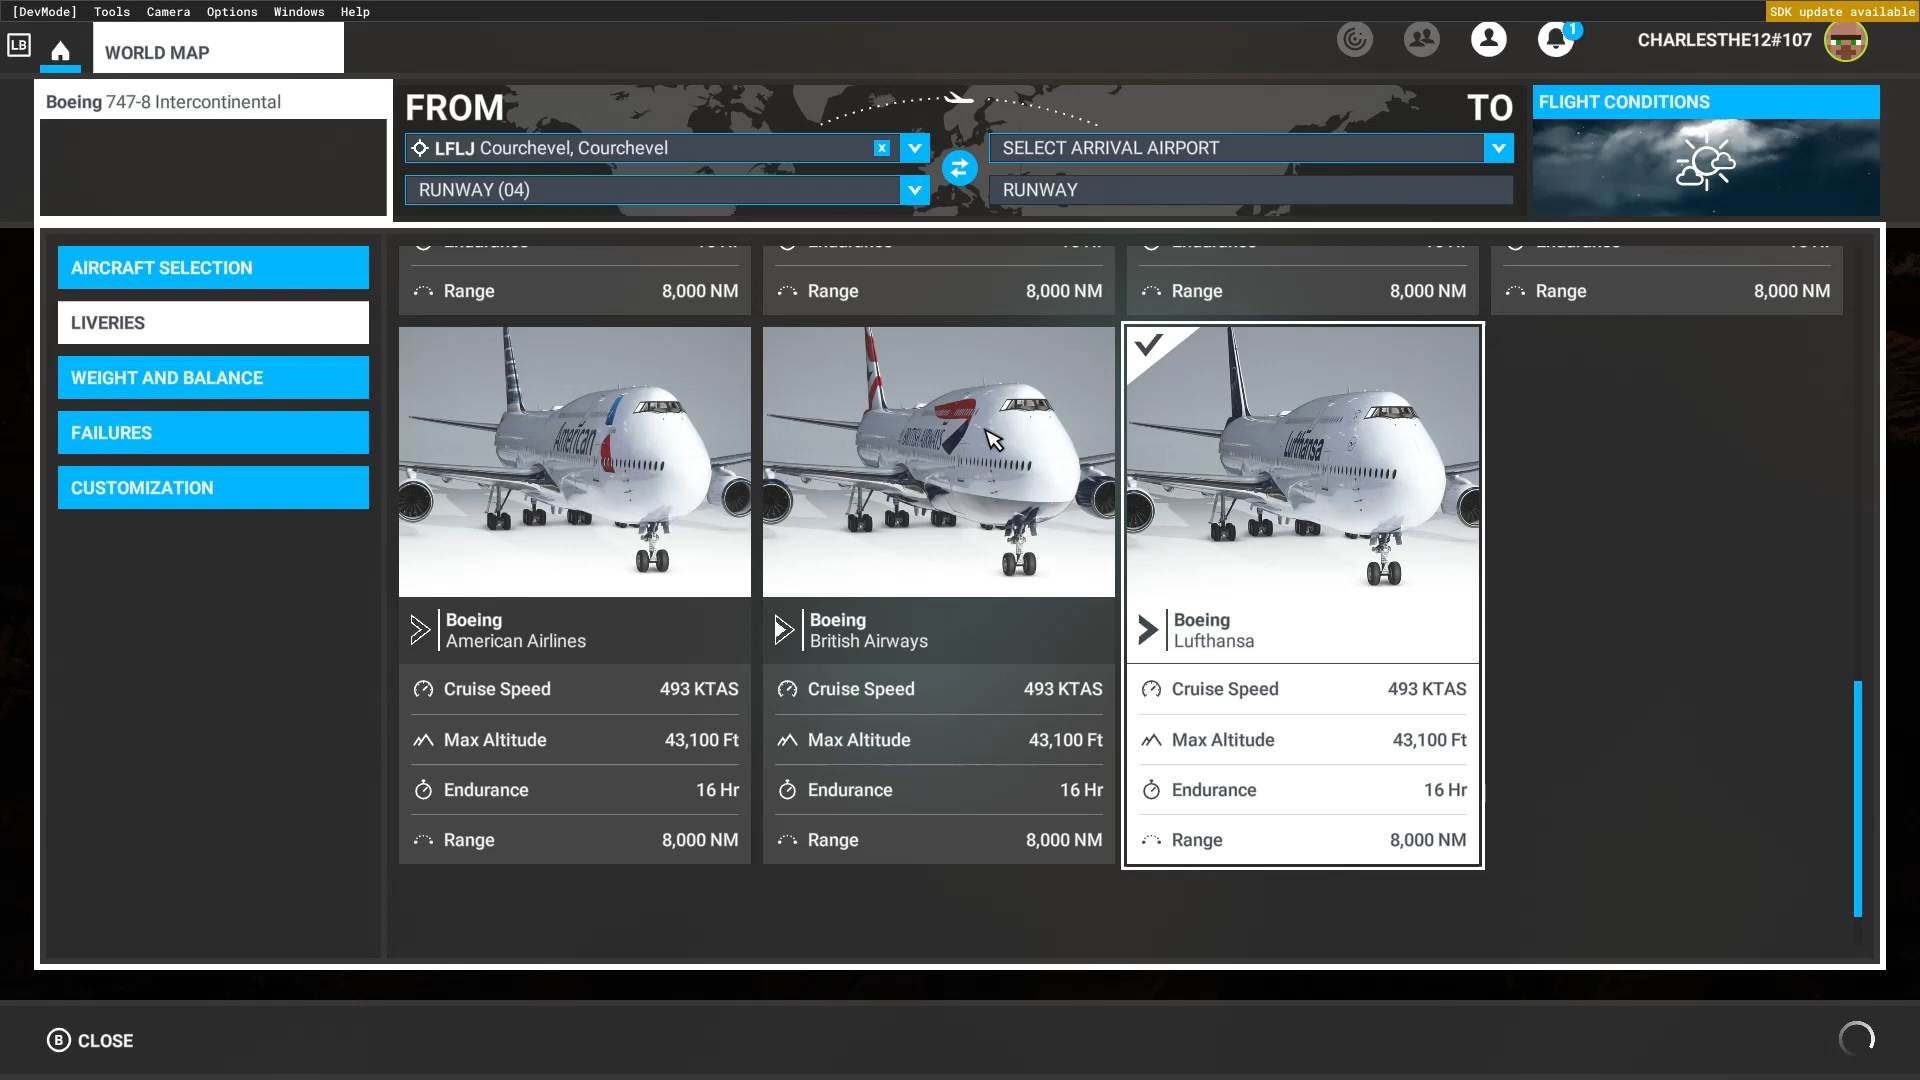 [DevMode] Tools Camera Options Windows Help
SDK update available
LB
WORLD MAP
1
CHARLESTHE12#107
Boeing 747-8 Intercontinental
FROM
TO
LFLJ Courchevel, Courchevel
x
SELECT ARRIVAL AIRPORT
RUNWAY (04)
RUNWAY
FLIGHT CONDITIONS
AIRCRAFT SELECTION
LIVERIES
WEIGHT AND BALANCE
FAILURES
CUSTOMIZATION
Range 8,000 NM
Range 8,000 NM
Range 8,000 NM
Range 8,000 NM
American
BRITISH AIRWAYS
Lufthansa
Boeing
American Airlines
Cruise Speed 493 KTAS
Max Altitude 43,100 Ft
Endurance 16 Hr
Range 8,000 NM
Boeing
British Airways
Cruise Speed 493 KTAS
Max Altitude 43,100 Ft
Endurance 16 Hr
Range 8,000 NM
Boeing
Lufthansa
Cruise Speed 493 KTAS
Max Altitude 43,100 Ft
Endurance 16 Hr
Range 8,000 NM
B CLOSE